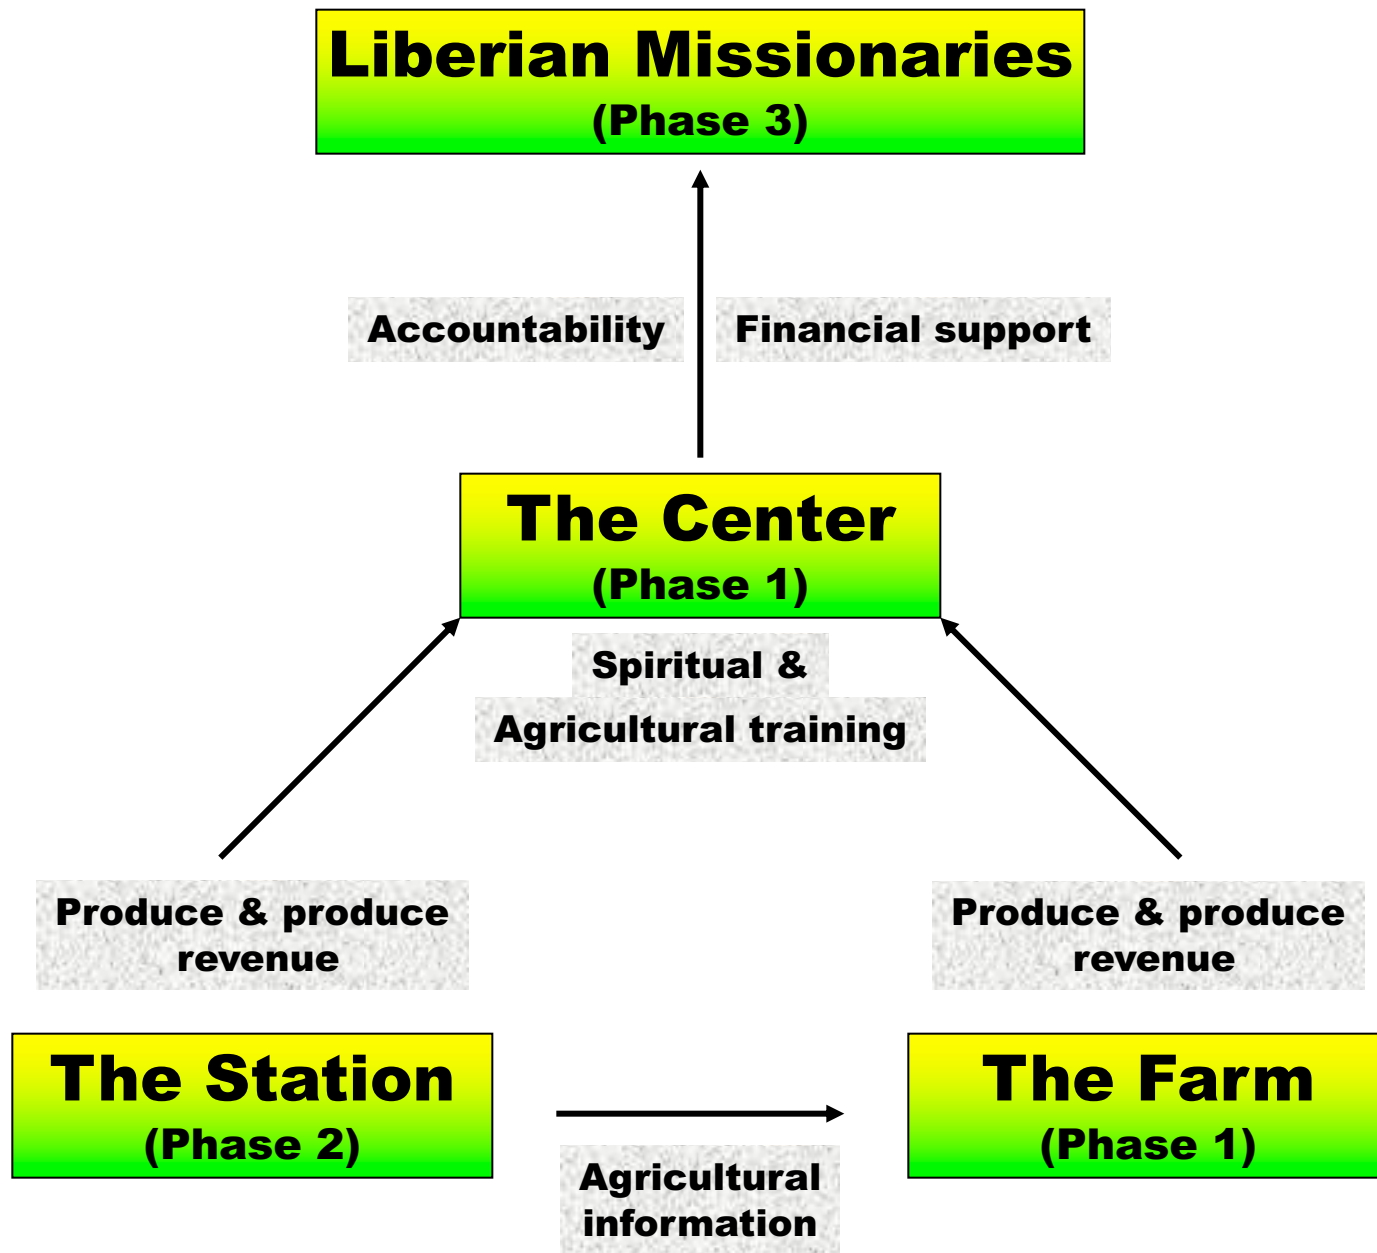 Liberian Missionaries
(Phase 3)
Accountability
Financial support
The Center
(Phase 1)
Spiritual &
Agricultural training
Produce & produce
revenue
Produce & produce
revenue
The Station
(Phase 2)
The Farm
(Phase 1)
Agricultural
information